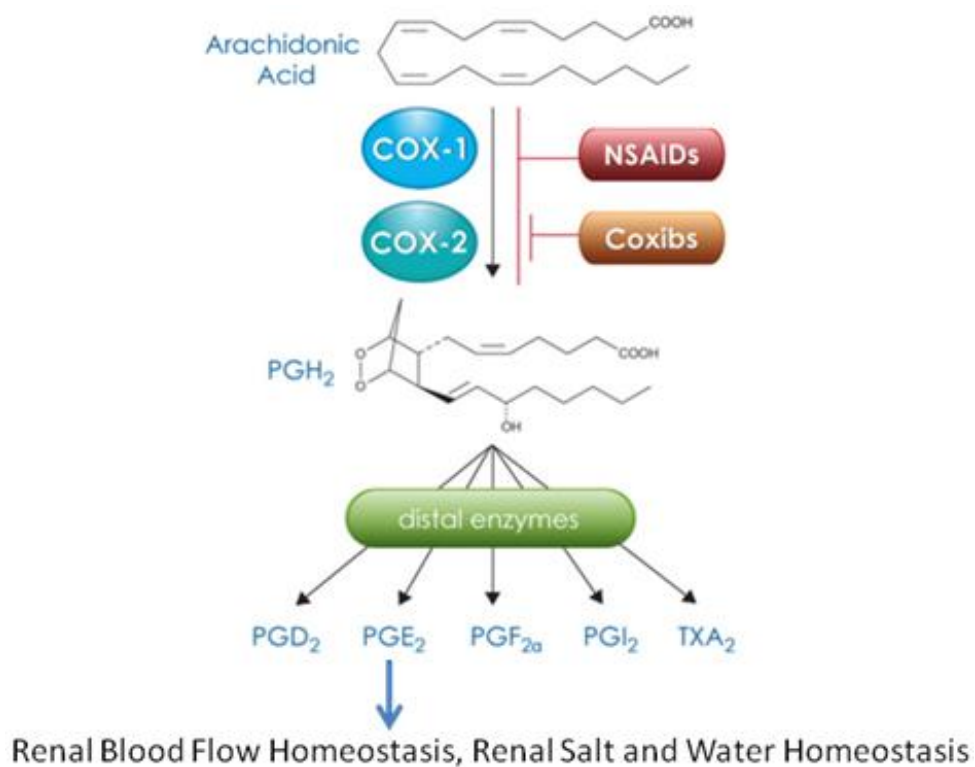 COOH
Arachidonic
Acid
COX-1
NSAIDs
COX-2
Coxibs
O
O
COOH
PGH₂
OH
distal enzymes
PGD₂ PGE₂ PGF₂ₐ PGI₂ TXA₂
Renal Blood Flow Homeostasis, Renal Salt and Water Homeostasis